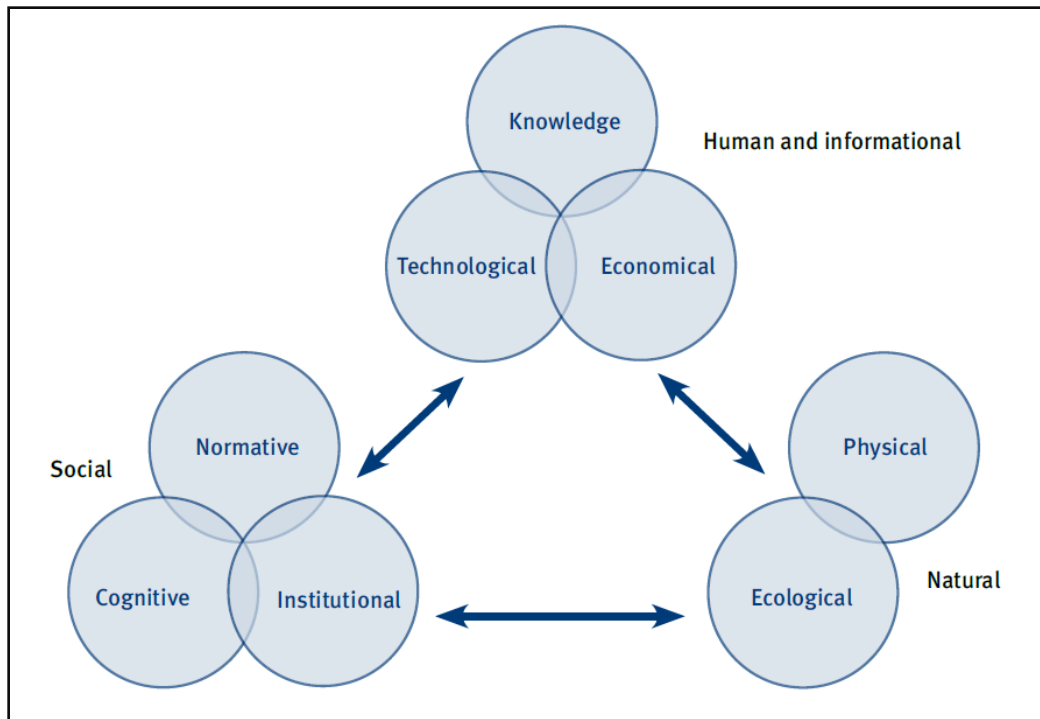 Knowledge
Human and informational
Technological
Economical
Normative
Social
Cognitive
Institutional
Physical
Ecological
Natural